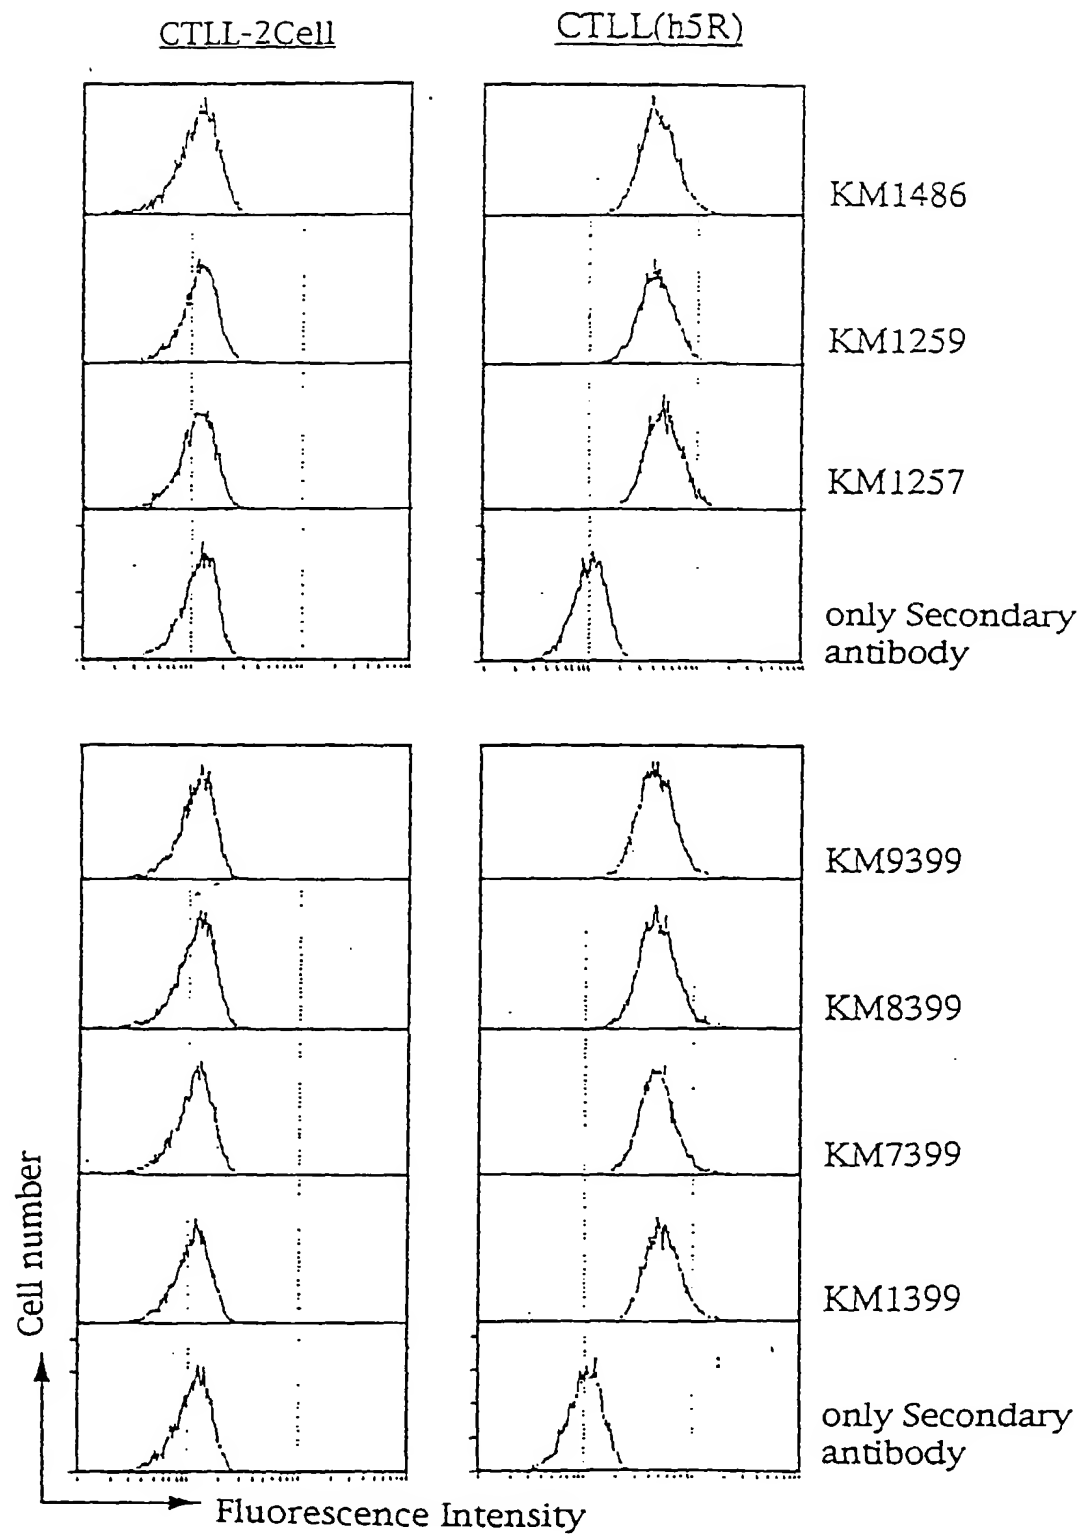 CTLL-2Cell
CTLL(h5R)
KM1486
KM1259
KM1257
only Secondary
antibody
KM9399
KM8399
KM7399
KM1399
only Secondary
antibody
Cell number
Fluorescence Intensity